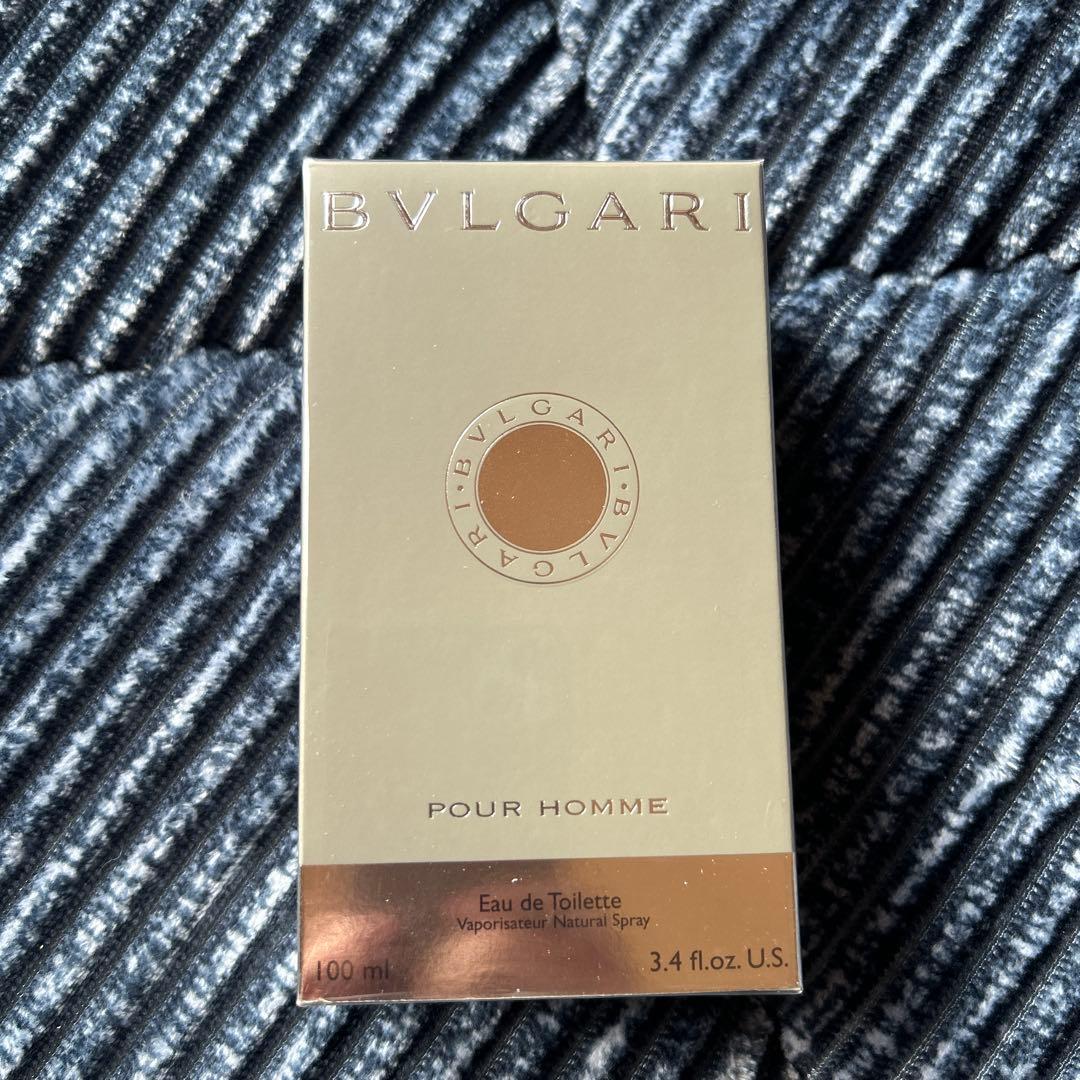 BVLGARI
BVLGARI • BVLGARI •
POUR HOMME
Eau de Toilette
Vaporisateur Natural Spray
100 ml 3.4 fl.oz. U.S.